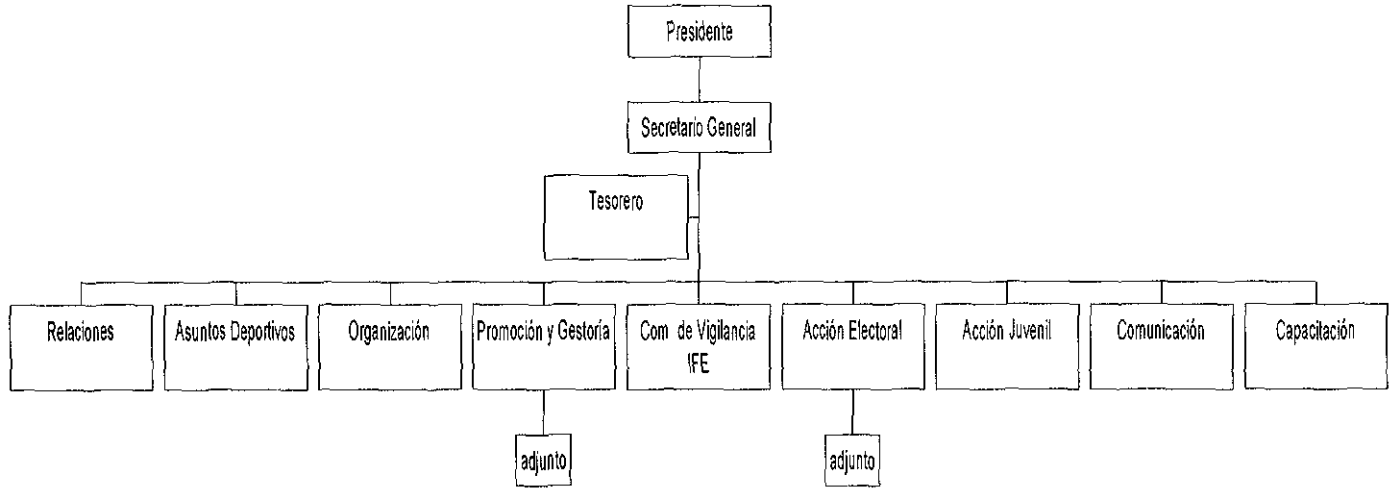 Presidente
Secretario General
Tesorero
Relaciones
Asuntos Deportivos
Organización
Promoción y Gestoría
Com de Vigilancia
IFE
Acción Electoral
Acción Juvenil
Comunicación
Capacitación
adjunto
adjunto